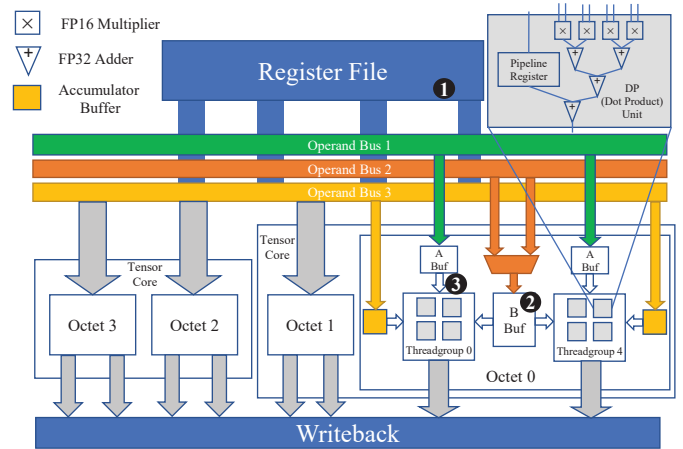 × FP16 Multiplier
+ FP32 Adder
Accumulator
Buffer
Register File
1
× × × ×
+ +
Pipeline
Register
+
DP
(Dot Product)
Unit
+
Operand Bus 1
Operand Bus 2
Operand Bus 3
Tensor
Core
Octet 3
Octet 2
Tensor
Core
Octet 1
A
Buf
3
Threadgroup 0
2
B
Buf
A
Buf
Threadgroup 4
Octet 0
Writeback